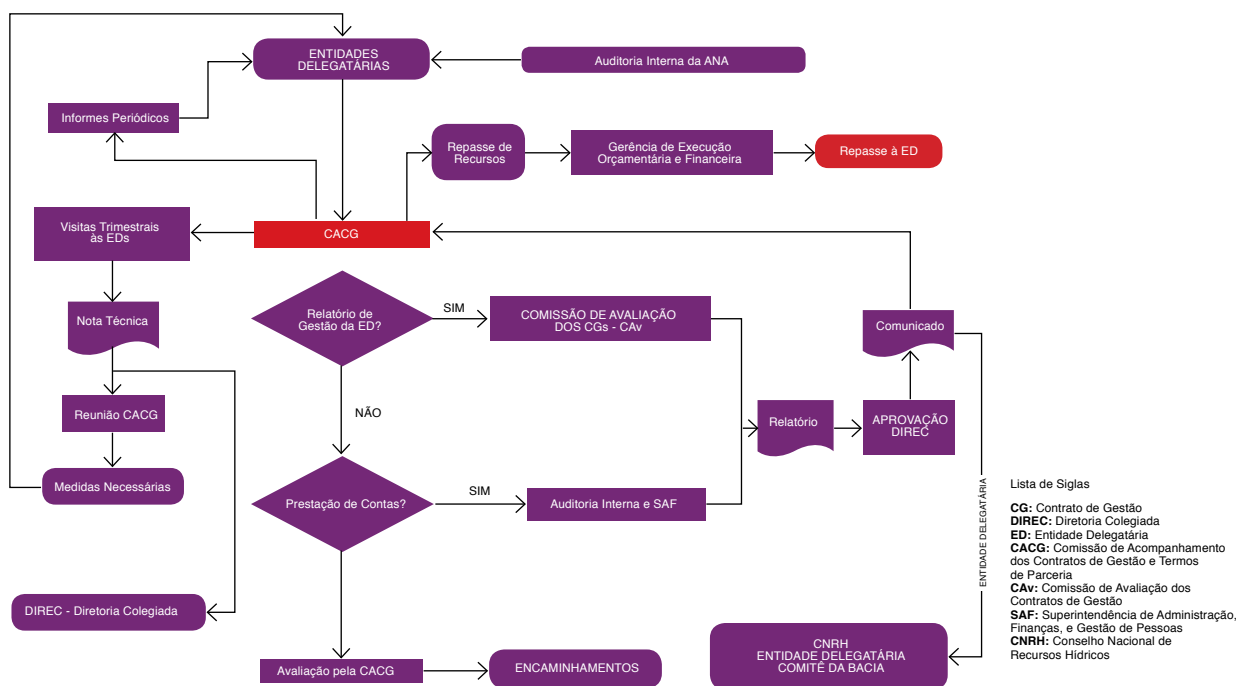 ENTIDADES
DELEGATÁRIAS
Auditoria Interna da ANA
Informes Periódicos
Repasse de
Recursos
Gerência de Execução
Orçamentária e Financeira
Repasse à ED
Visitas Trimestrais
às EDs
CACG
Nota Técnica
Relatório de
Gestão da ED?
SIM
COMISSÃO DE AVALIAÇÃO
DOS CGs - CAv
Comunicado
Reunião CACG
NÃO
Relatório
APROVAÇÃO
DIREC
Medidas Necessárias
Prestação de Contas?
SIM
Auditoria Interna e SAF
ENTIDADE DELEGATÁRIA
DIREC - Diretoria Colegiada
Avaliação pela CACG
ENCAMINHAMENTOS
CNRH
ENTIDADE DELEGATÁRIA
COMITÊ DA BACIA
Lista de Siglas
CG: Contrato de Gestão
DIREC: Diretoria Colegiada
ED: Entidade Delegatária
CACG: Comissão de Acompanhamento
dos Contratos de Gestão e Termos
de Parceria
CAv: Comissão de Avaliação dos
Contratos de Gestão
SAF: Superintendência de Administração,
Finanças, e Gestão de Pessoas
CNRH: Conselho Nacional de
Recursos Hídricos